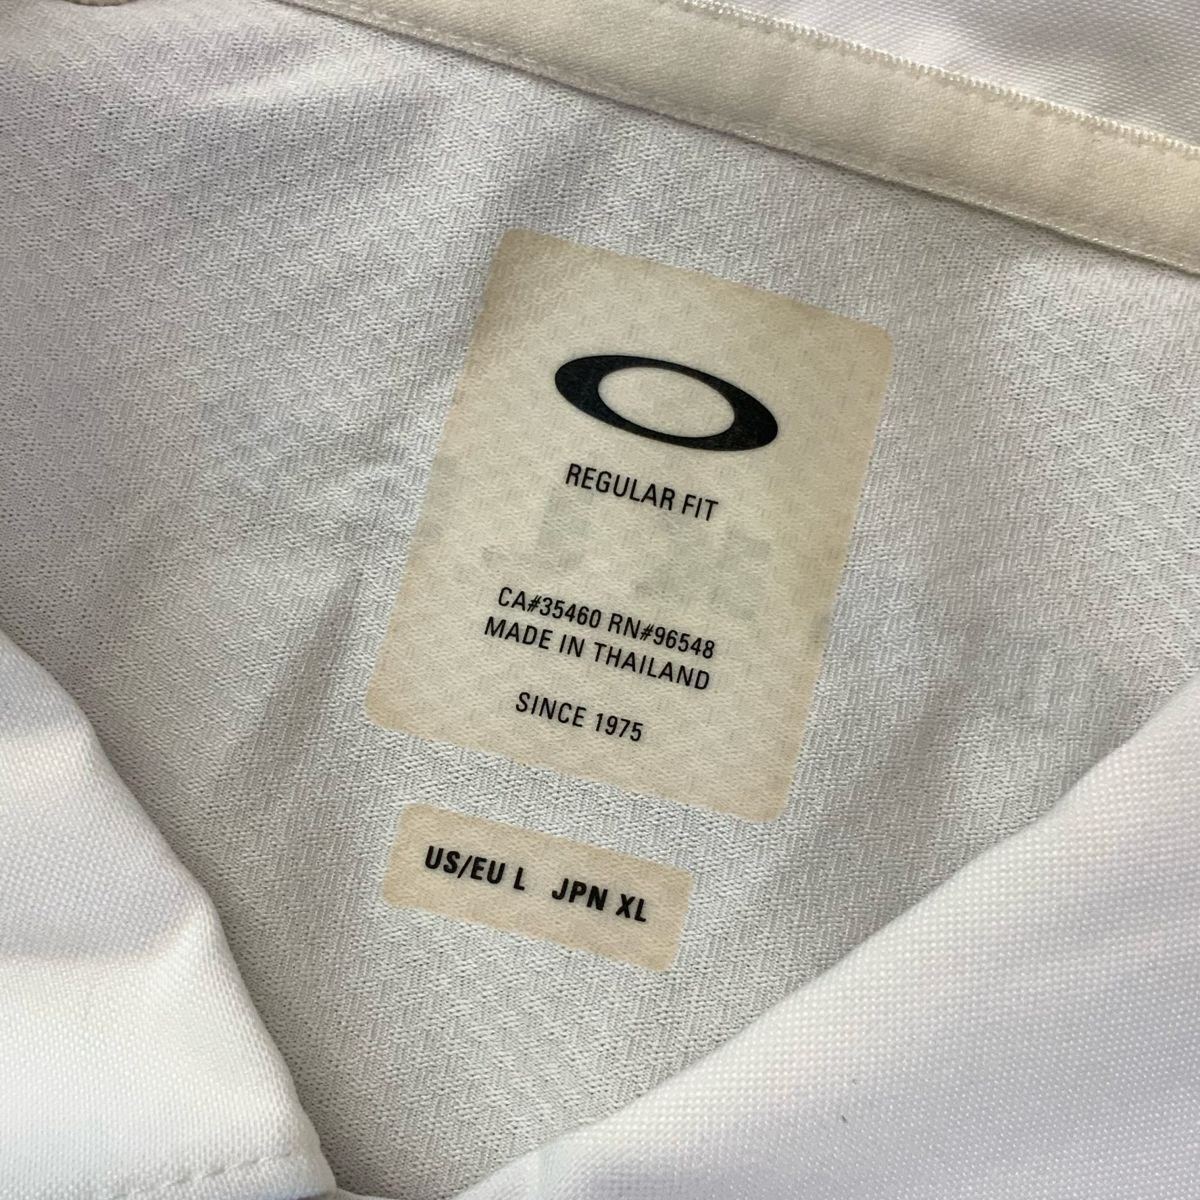 REGULAR FIT
CA#35460 RN#96548
MADE IN THAILAND
SINCE 1975
US/EU L JPN XL